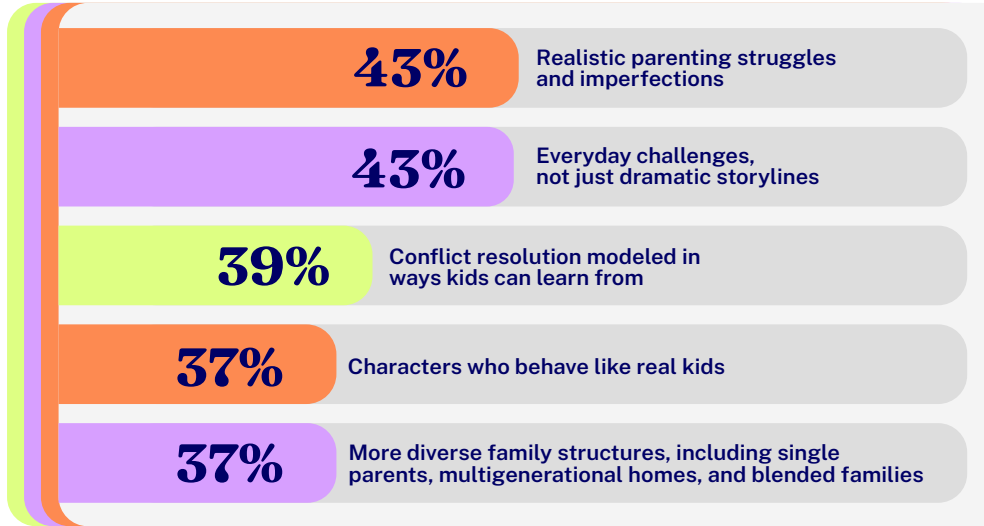 43%
Realistic parenting struggles
and imperfections
43%
Everyday challenges,
not just dramatic storylines
39%
Conflict resolution modeled in
ways kids can learn from
37%
Characters who behave like real kids
37%
More diverse family structures, including single
parents, multigenerational homes, and blended families